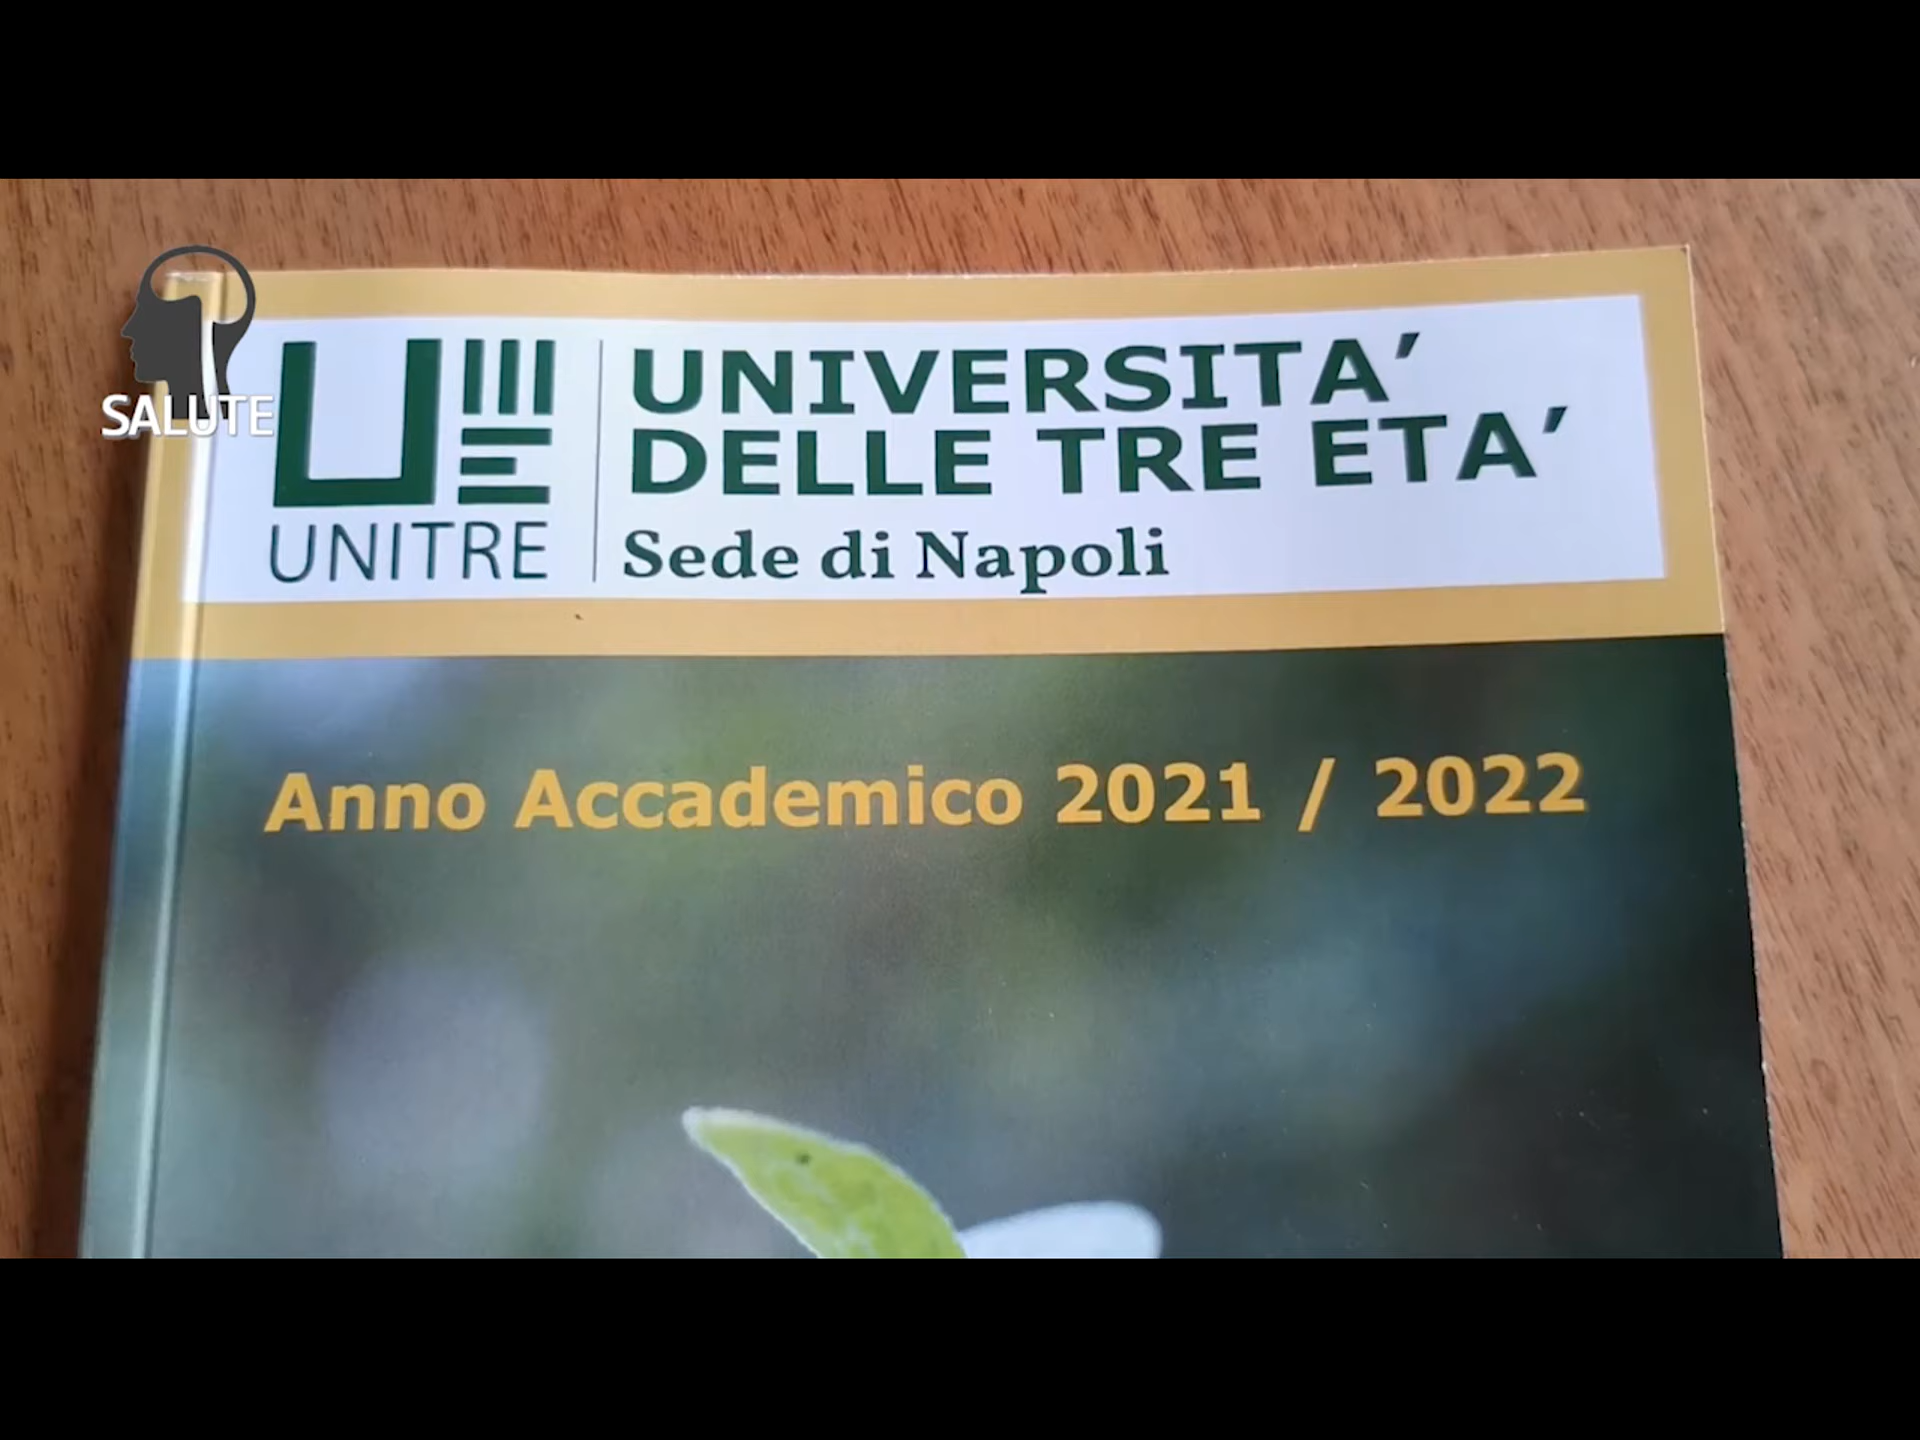 SALUTE
UNITRE
UNIVERSITA'
DELLE TRE ETA'
Sede di Napoli
Anno Accademico 2021 / 2022